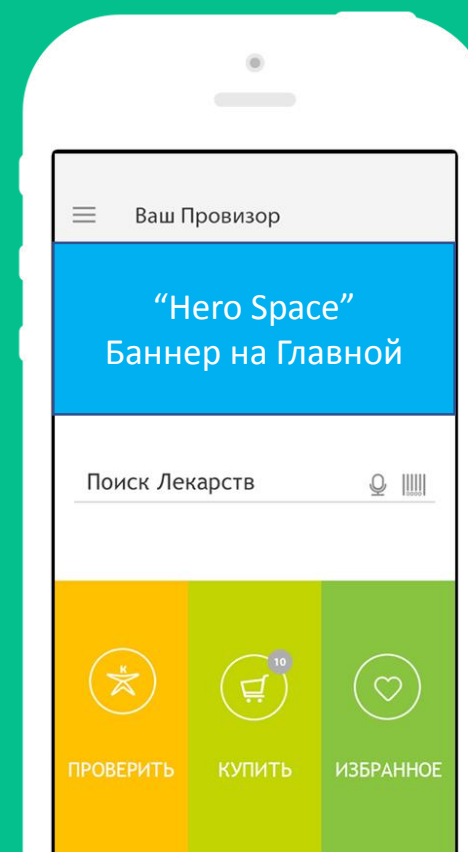 Ваш Провизор
“Hero Space”
Баннер на Главной
Поиск Лекарств
К
10
ПРОВЕРИТЬ КУПИТЬ ИЗБРАННОЕ